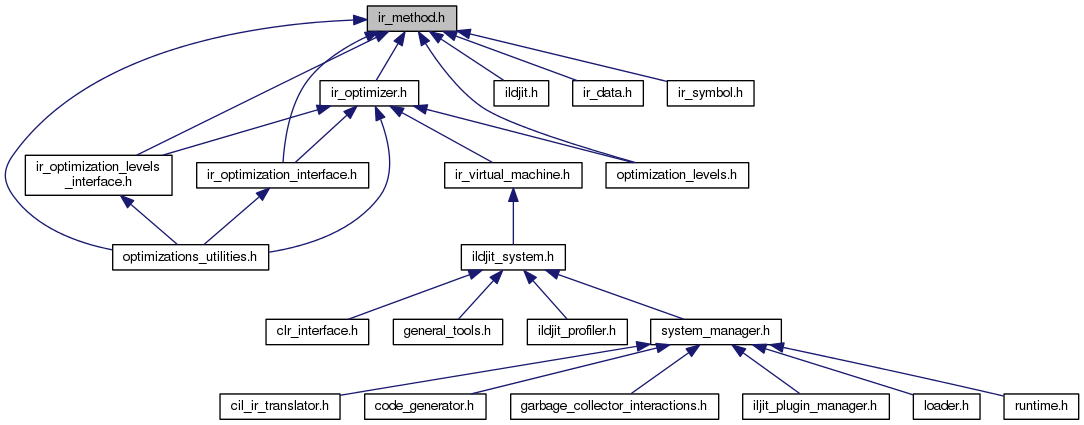 ir_method.h
ir_optimizer.h
ildjit.h
ir_data.h
ir_symbol.h
ir_optimization_levels
_interface.h
ir_optimization_interface.h
ir_virtual_machine.h
optimization_levels.h
optimizations_utilities.h
ildjit_system.h
clr_interface.h
general_tools.h
ildjit_profiler.h
system_manager.h
cil_ir_translator.h
code_generator.h
garbage_collector_interactions.h
iljit_plugin_manager.h
loader.h
runtime.h